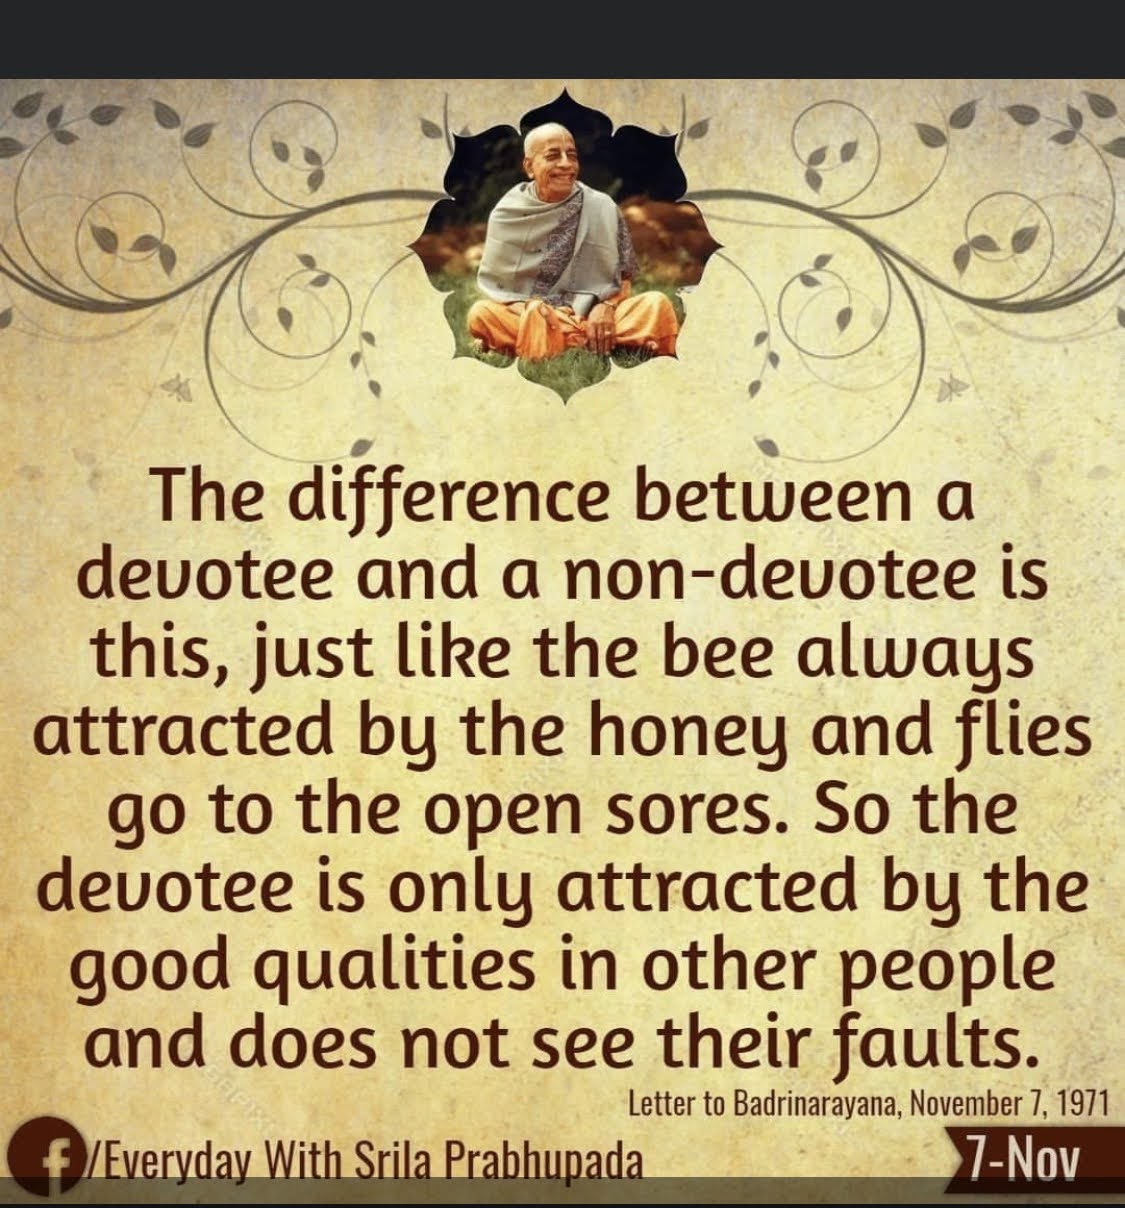 The difference between a
devotee and a non-devotee is
this, just like the bee always
attracted by the honey and flies
go to the open sores. So the
devotee is only attracted by the
good qualities in other people
and does not see their faults.
Letter to Badrinarayana, November 7, 1971
f/Everyday With Srila Prabhupada
7-Nov